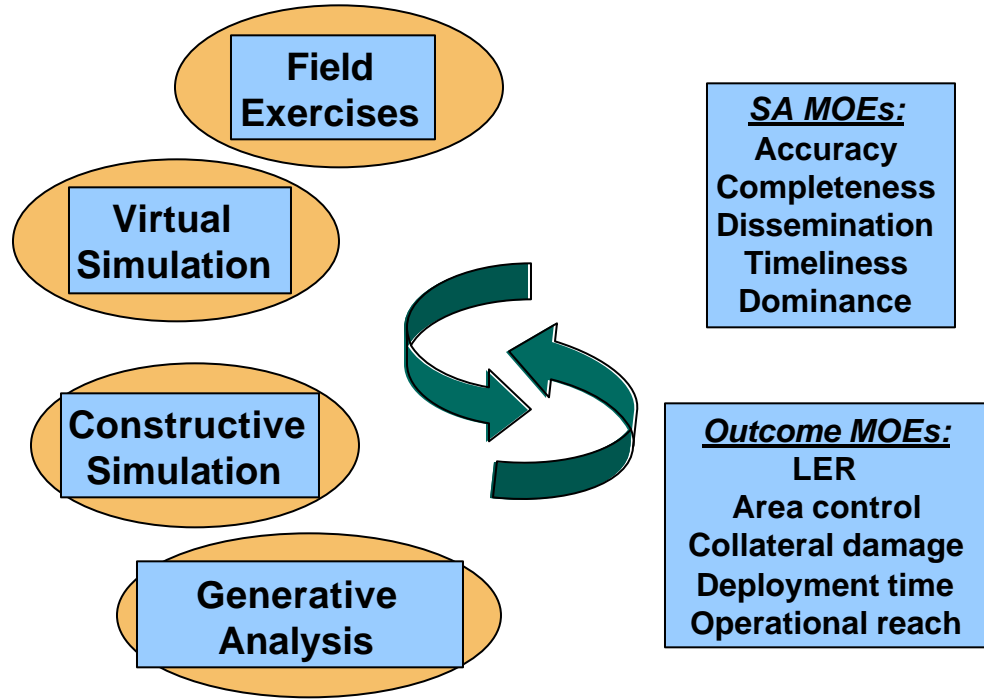 Field
Exercises
Virtual
Simulation
Constructive
Simulation
Generative
Analysis
SA MOEs:
Accuracy
Completeness
Dissemination
Timeliness
Dominance
Outcome MOEs:
LER
Area control
Collateral damage
Deployment time
Operational reach